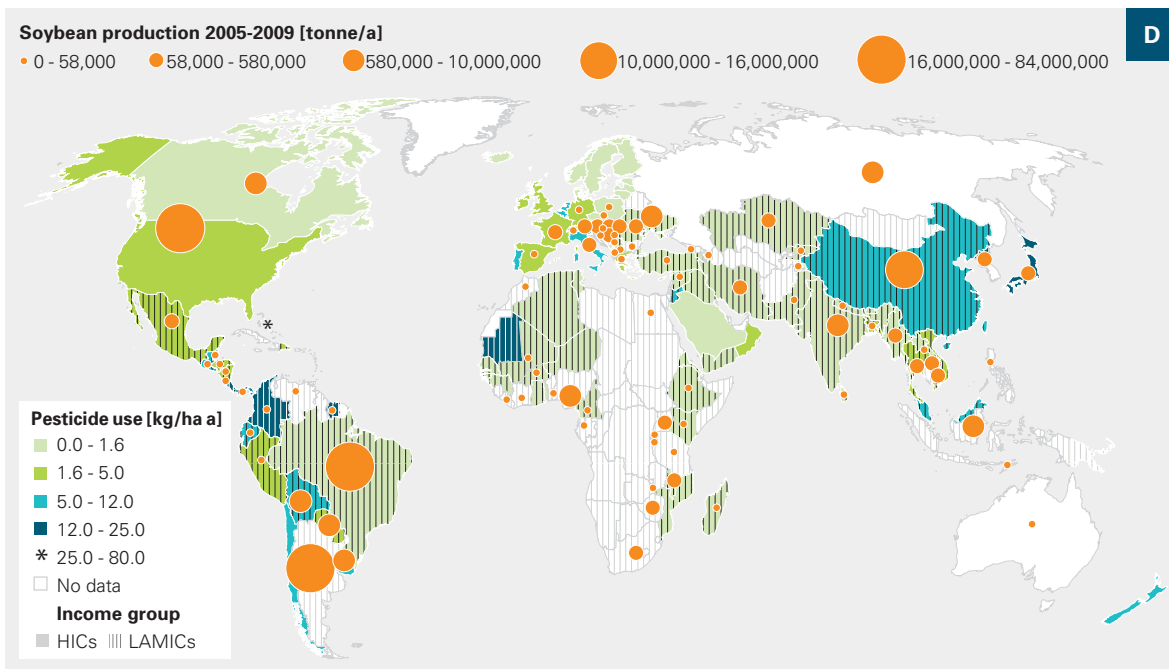 Soybean production 2005-2009 [tonne/a]
D
0 - 58,000 58,000 - 580,000 580,000 - 10,000,000 10,000,000 - 16,000,000 16,000,000 - 84,000,000
*
Pesticide use [kg/ha a]
0.0 - 1.6
1.6 - 5.0
5.0 - 12.0
12.0 - 25.0
* 25.0 - 80.0
No data
Income group
HICs LAMICs